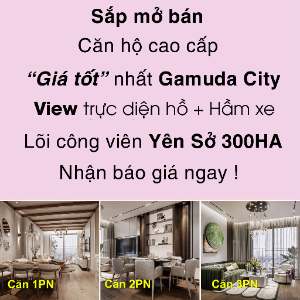 Sắp mở bán
Căn hộ cao cấp
“Giá tốt” nhất Gamuda City
View trực diện hồ + Hầm xe
Lõi công viên Yên Sở 300HA
Nhận báo giá ngay !
Căn 1PN
Căn 2PN
Căn 3PN